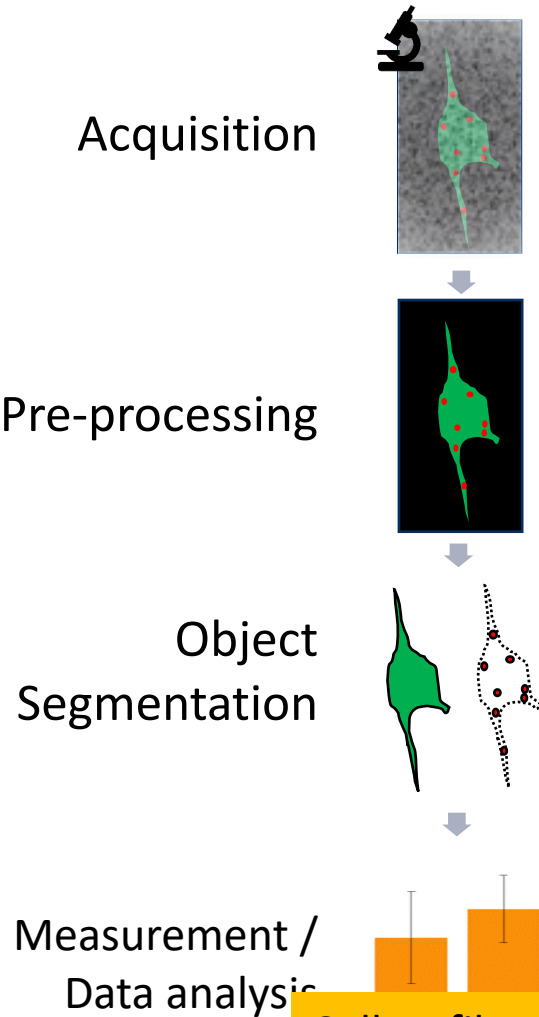 Acquisition
Pre-processing
Object
Segmentation
Measurement /
Data analysis